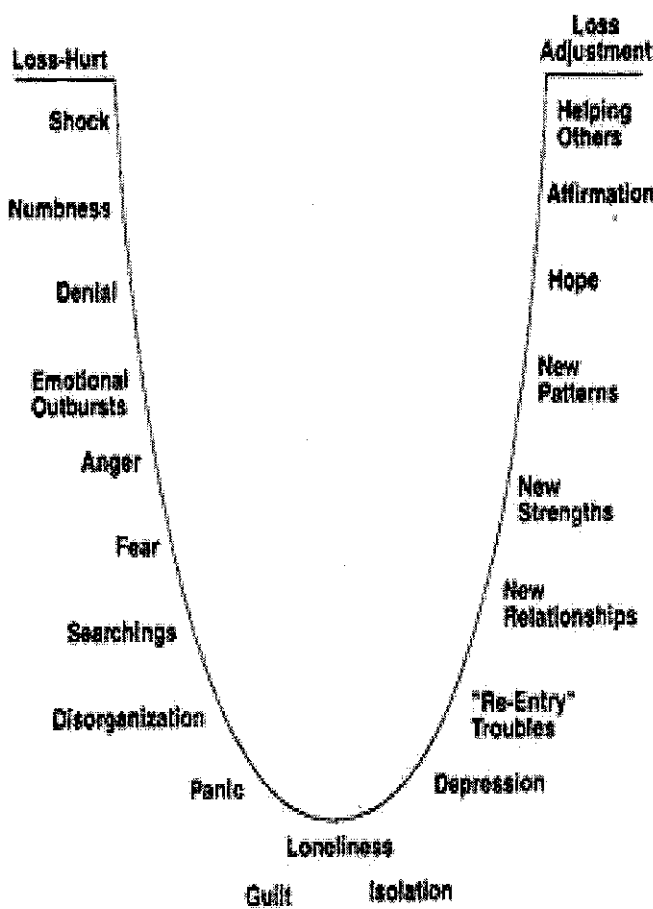 Loss-Hurt
Shock
Numbness
Denial
Emotional
Outbursts
Anger
Fear
Searchings
Disorganization
Panic
Guilt
Loneliness
Isolation
Depression
"Re-Entry"
Troubles
New
Relationships
New
Strengths
New
Patterns
Hope
Affirmation
Helping
Others
Loss
Adjustment